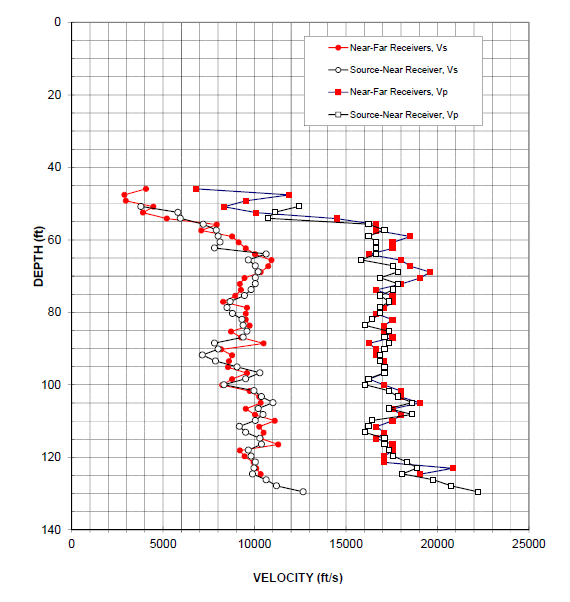 0
20
40
60
80
100
120
140
DEPTH (ft)
Near-Far Receivers, Vs
Source-Near Receiver, Vs
Near-Far Receivers, Vp
Source-Near Receiver, Vp
0 5000 10000 15000 20000 25000
VELOCITY (ft/s)